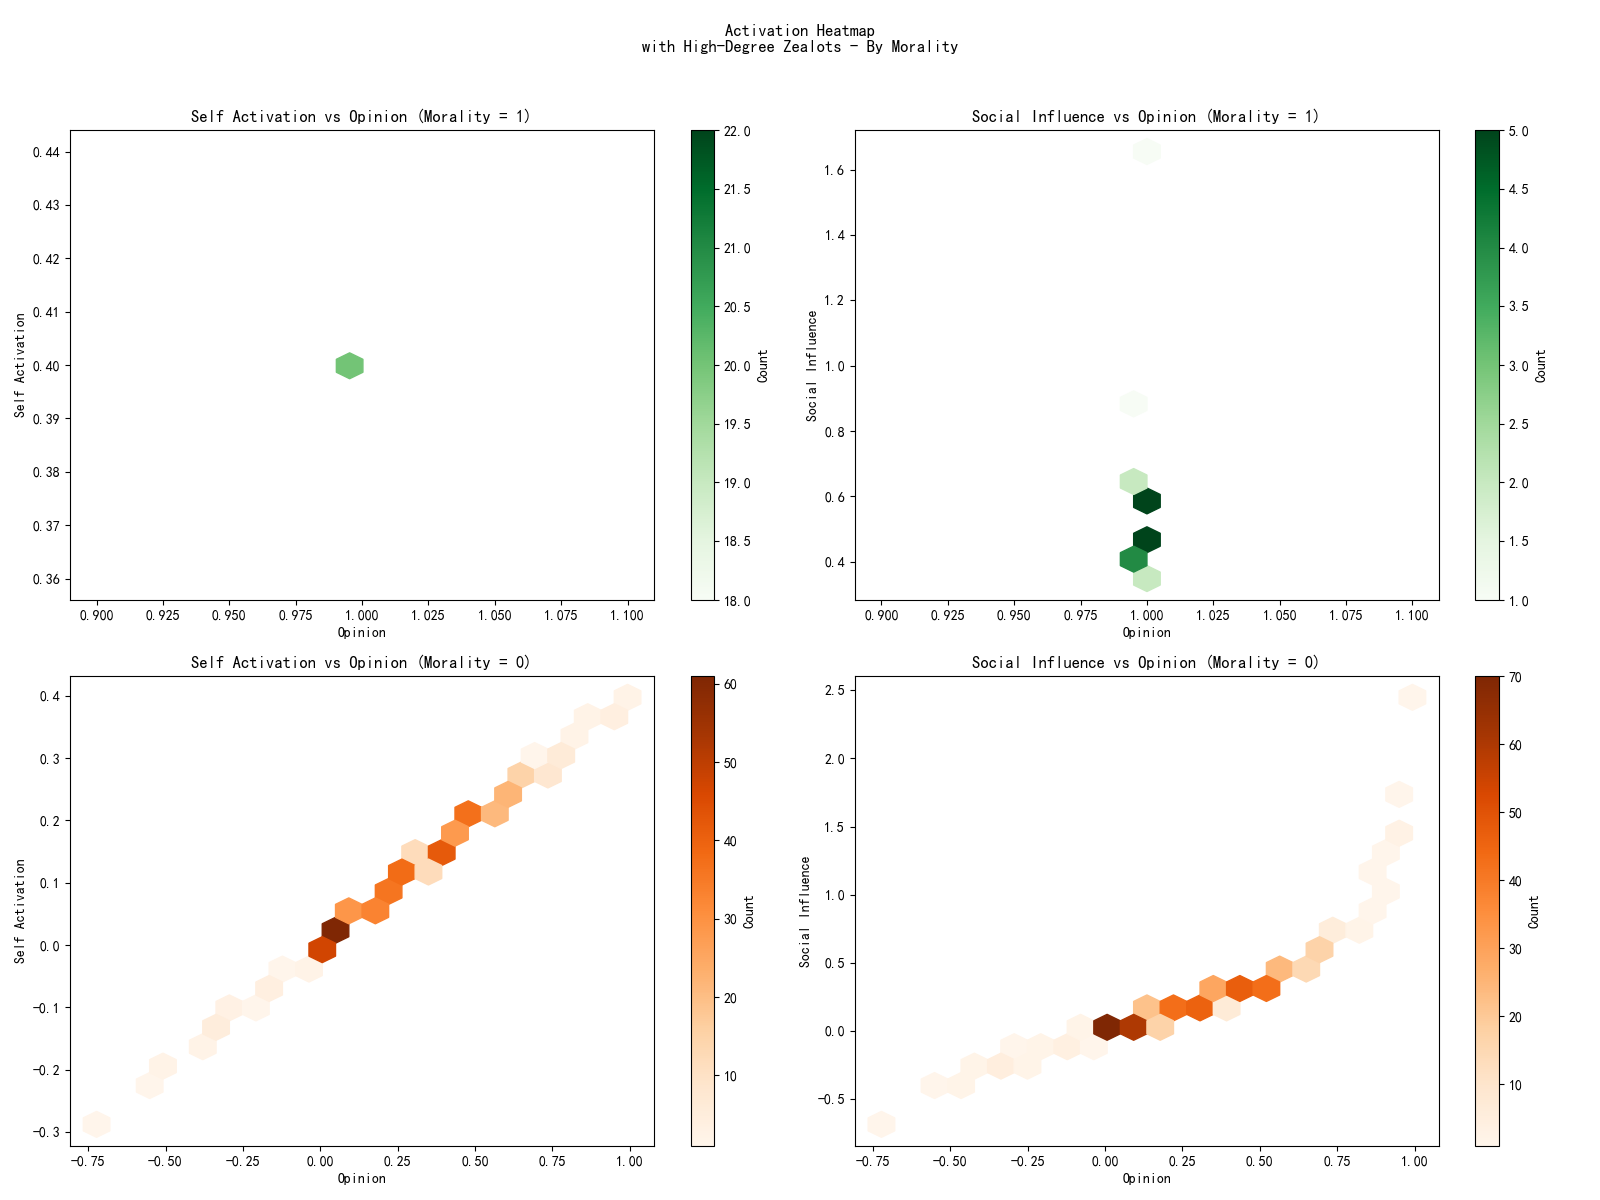 Activation Heatmap
with High-Degree Zealots - By Morality
Self Activation vs Opinion (Morality = 1)
Self Activation
0.44
0.43
0.42
0.41
0.40
0.39
0.38
0.37
0.36
0.900 0.925 0.950 0.975 1.000 1.025 1.050 1.075 1.100
Opinion
22.0
21.5
21.0
20.5
20.0
19.5
19.0
18.5
18.0
Count
Social Influence vs Opinion (Morality = 1)
Social Influence
1.6
1.4
1.2
1.0
0.8
0.6
0.4
0.900 0.925 0.950 0.975 1.000 1.025 1.050 1.075 1.100
Opinion
5.0
4.5
4.0
3.5
3.0
2.5
2.0
1.5
1.0
Count
Self Activation vs Opinion (Morality = 0)
Self Activation
0.4
0.3
0.2
0.1
0.0
−0.1
−0.2
−0.3
−0.75 −0.50 −0.25 0.00 0.25 0.50 0.75 1.00
Opinion
60
50
40
30
20
10
Count
Social Influence vs Opinion (Morality = 0)
Social Influence
2.5
2.0
1.5
1.0
0.5
0.0
−0.5
−0.75 −0.50 −0.25 0.00 0.25 0.50 0.75 1.00
Opinion
70
60
50
40
30
20
10
Count